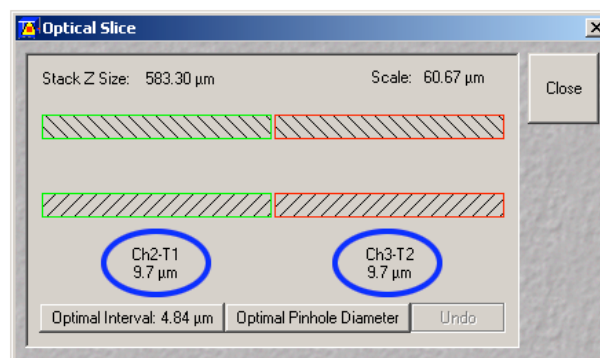 Optical Slice
Stack Z Size: 583.30 µm Scale: 60.67 µm
Close
Ch2-T1 Ch3-T2
9.7 µm 9.7 µm
Optimal Interval: 4.84 µm Optimal Pinhole Diameter Undo